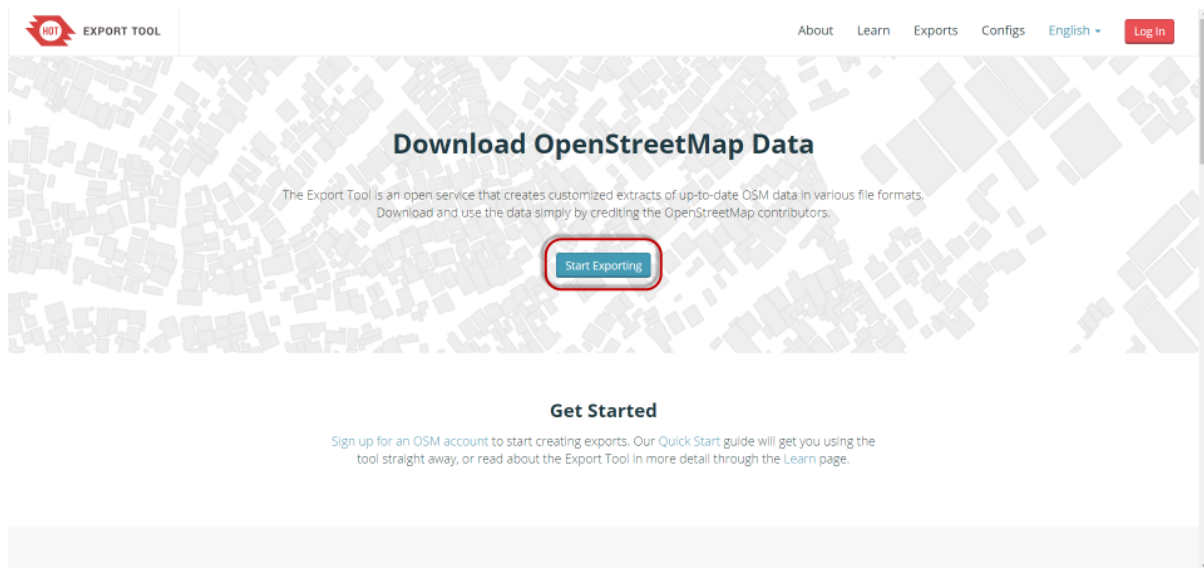 HOT EXPORT TOOL About Learn Exports Configs English Log In
Download OpenStreetMap Data
The Export Tool is an open service that creates customized extracts of up-to-date OSM data in various file formats.
Download and use the data simply by crediting the OpenStreetMap contributors.
Start Exporting
Get Started
Sign up for an OSM account to start creating exports. Our Quick Start guide will get you using the
tool straight away, or read about the Export Tool in more detail through the Learn page.